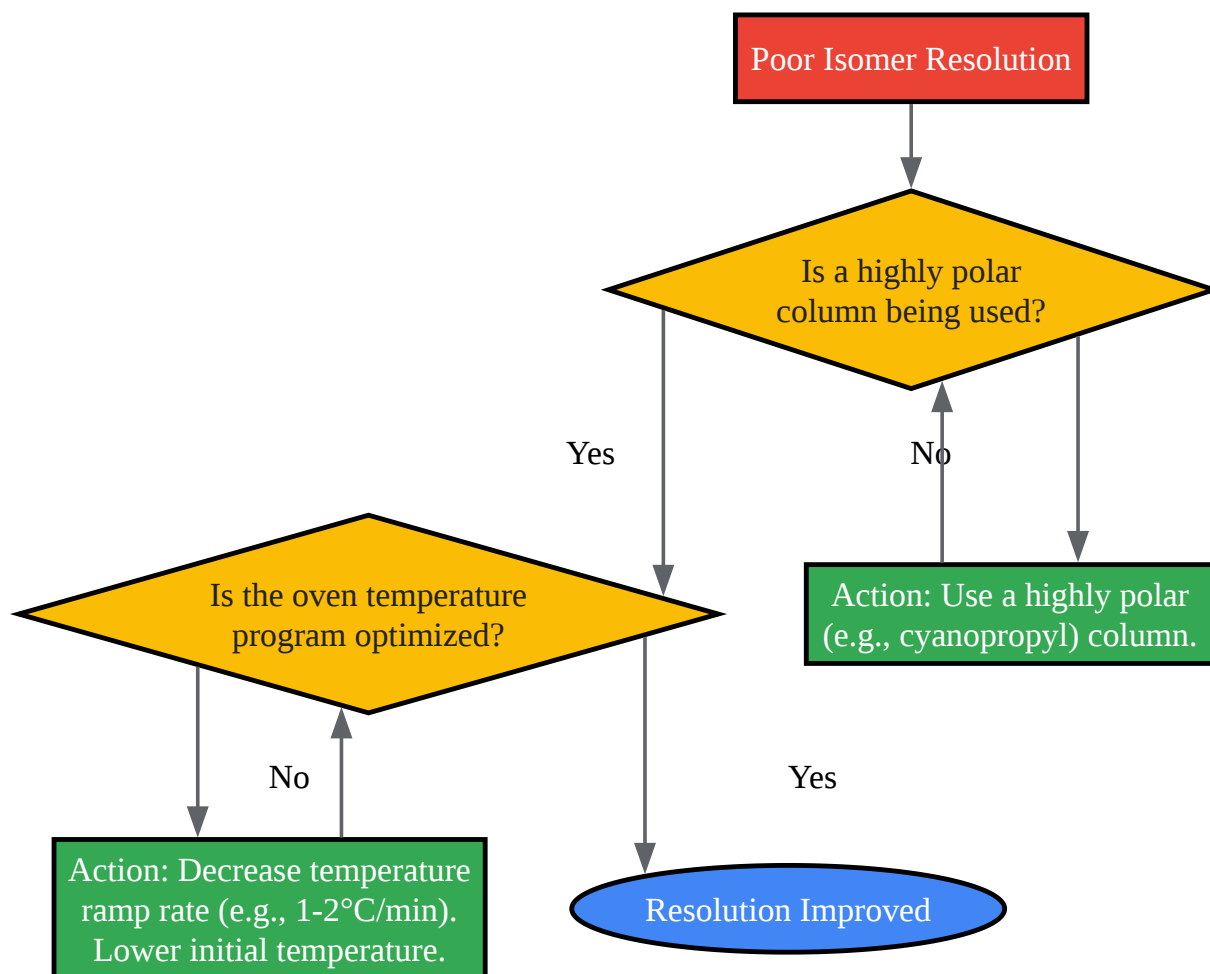 Poor Isomer Resolution
Is a highly polar
column being used?
Yes
No
Is the oven temperature
program optimized?
Action: Use a highly polar
(e.g., cyanopropyl) column.
No
Yes
Action: Decrease temperature
ramp rate (e.g., 1-2°C/min).
Lower initial temperature.
Resolution Improved